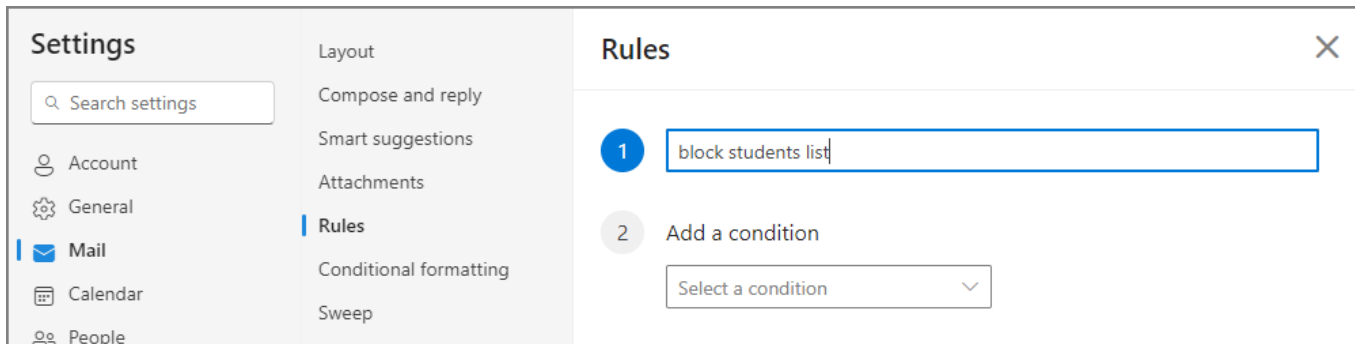 Settings
Search settings
Account
General
Mail
Calendar
People
Layout
Compose and reply
Smart suggestions
Attachments
Rules
Conditional formatting
Sweep
Rules
1
block students list
2
Add a condition
Select a condition